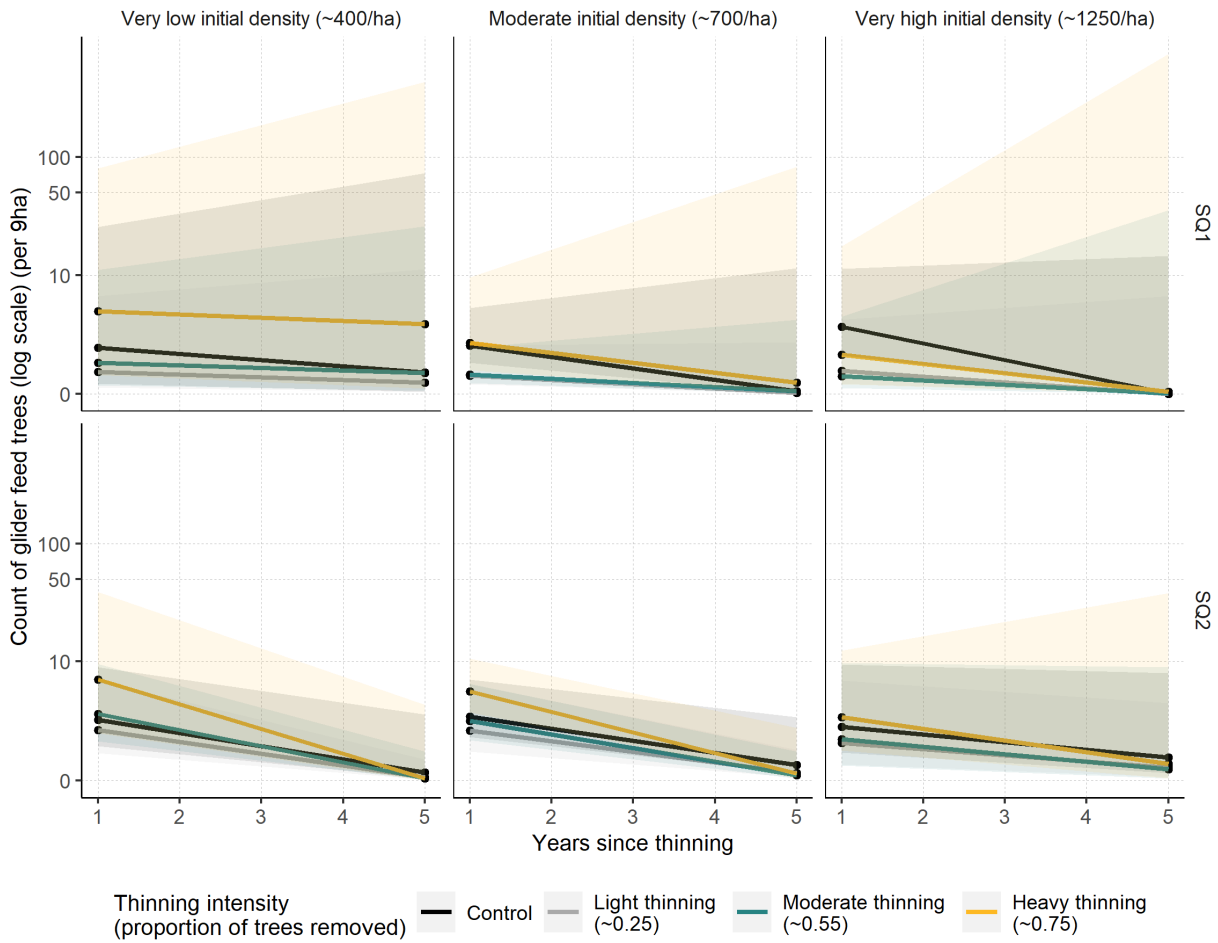 Very low initial density (~400/ha)
Moderate initial density (~700/ha)
Very high initial density (~1250/ha)
Count of glider feed trees (log scale) (per 9ha)
100
50
10
0
SQ1
100
50
10
0
SQ2
1 2 3 4 5
1 2 3 4 5
1 2 3 4 5
Years since thinning
Thinning intensity
(proportion of trees removed)
Control
Light thinning
(~0.25)
Moderate thinning
(~0.55)
Heavy thinning
(~0.75)